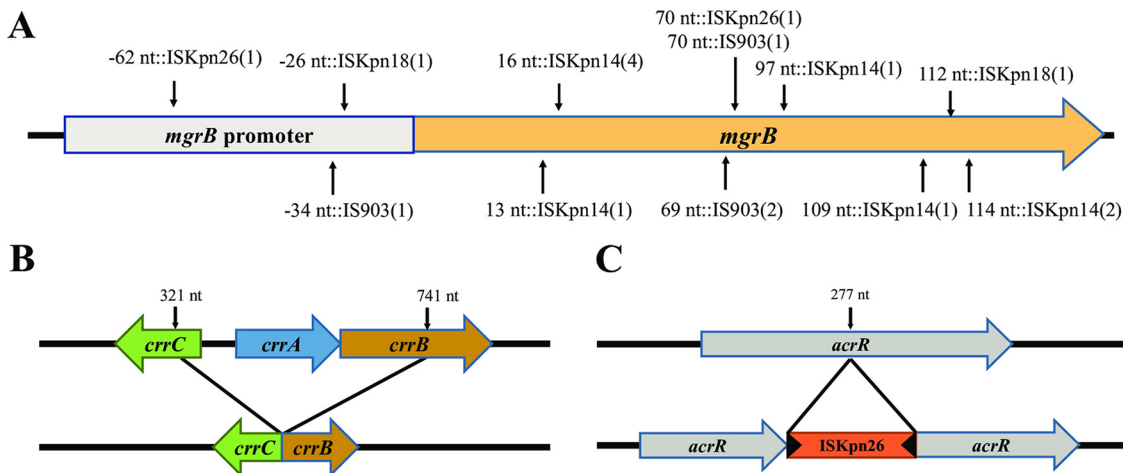 A
70 nt::ISKpn26(1)
70 nt::IS903(1)
-62 nt::ISKpn26(1)
-26 nt::ISKpn18(1)
16 nt::ISKpn14(4)
97 nt::ISKpn14(1)
112 nt::ISKpn18(1)
mgrB promoter
mgrB
-34 nt::IS903(1)
13 nt::ISKpn14(1)
69 nt::IS903(2)
109 nt::ISKpn14(1)
114 nt::ISKpn14(2)
B
321 nt
741 nt
crrC
crrA
crrB
crrC
crrB
C
277 nt
acrR
acrR
ISKpn26
acrR